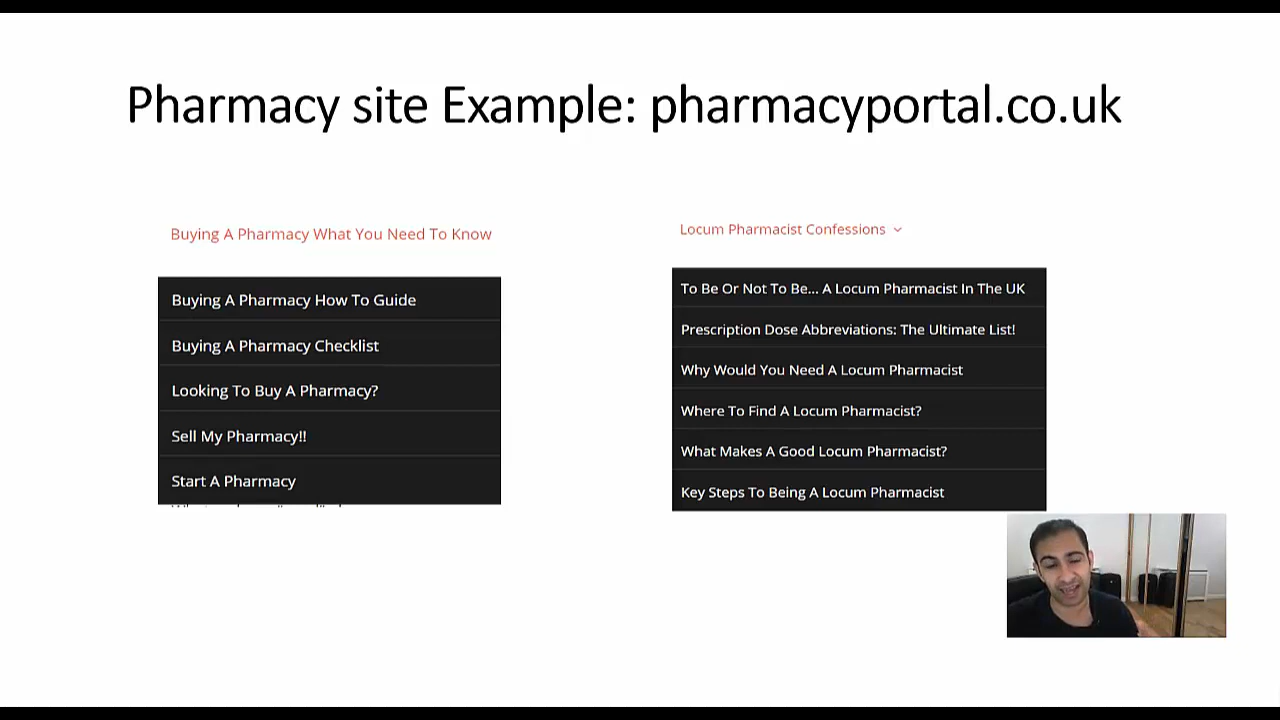 Pharmacy site Example: pharmacyportal.co.uk
Buying A Pharmacy What You Need To Know
Buying A Pharmacy How To Guide
Buying A Pharmacy Checklist
Looking To Buy A Pharmacy?
Sell My Pharmacy!!
Start A Pharmacy
Locum Pharmacist Confessions
To Be Or Not To Be... A Locum Pharmacist In The UK
Prescription Dose Abbreviations: The Ultimate List!
Why Would You Need A Locum Pharmacist
Where To Find A Locum Pharmacist?
What Makes A Good Locum Pharmacist?
Key Steps To Being A Locum Pharmacist